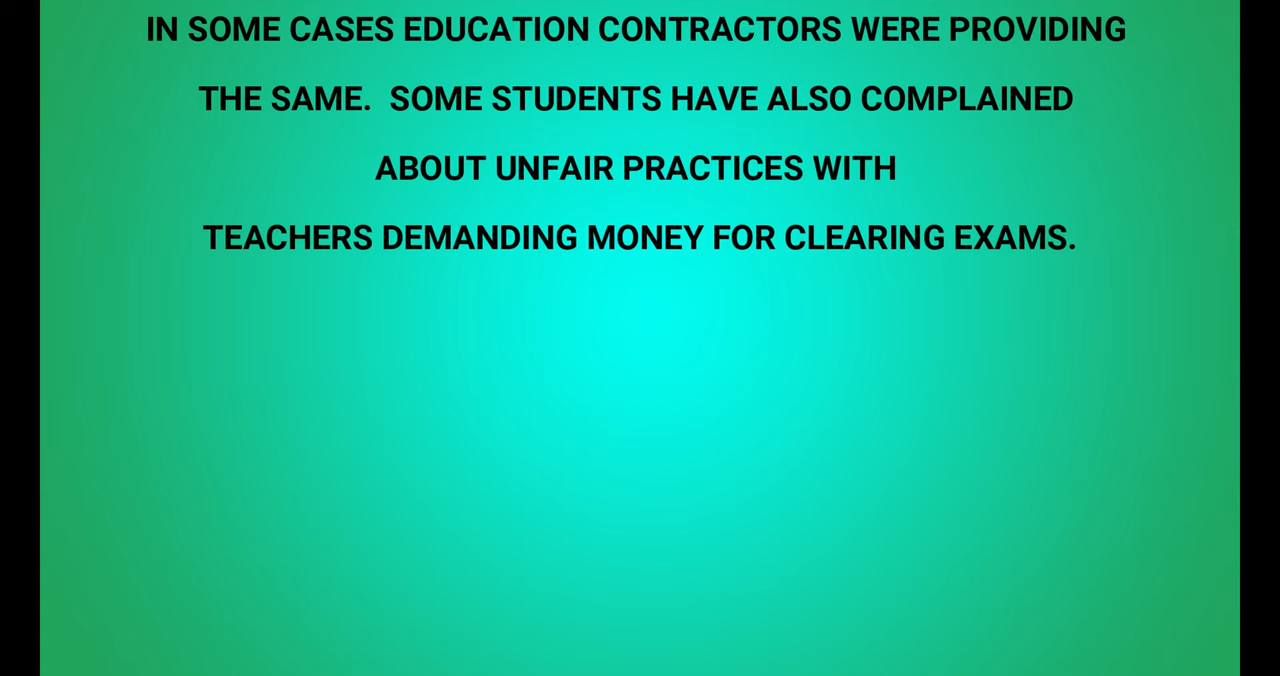 IN SOME CASES EDUCATION CONTRACTORS WERE PROVIDING
THE SAME.  SOME STUDENTS HAVE ALSO COMPLAINED
ABOUT UNFAIR PRACTICES WITH
TEACHERS DEMANDING MONEY FOR CLEARING EXAMS.